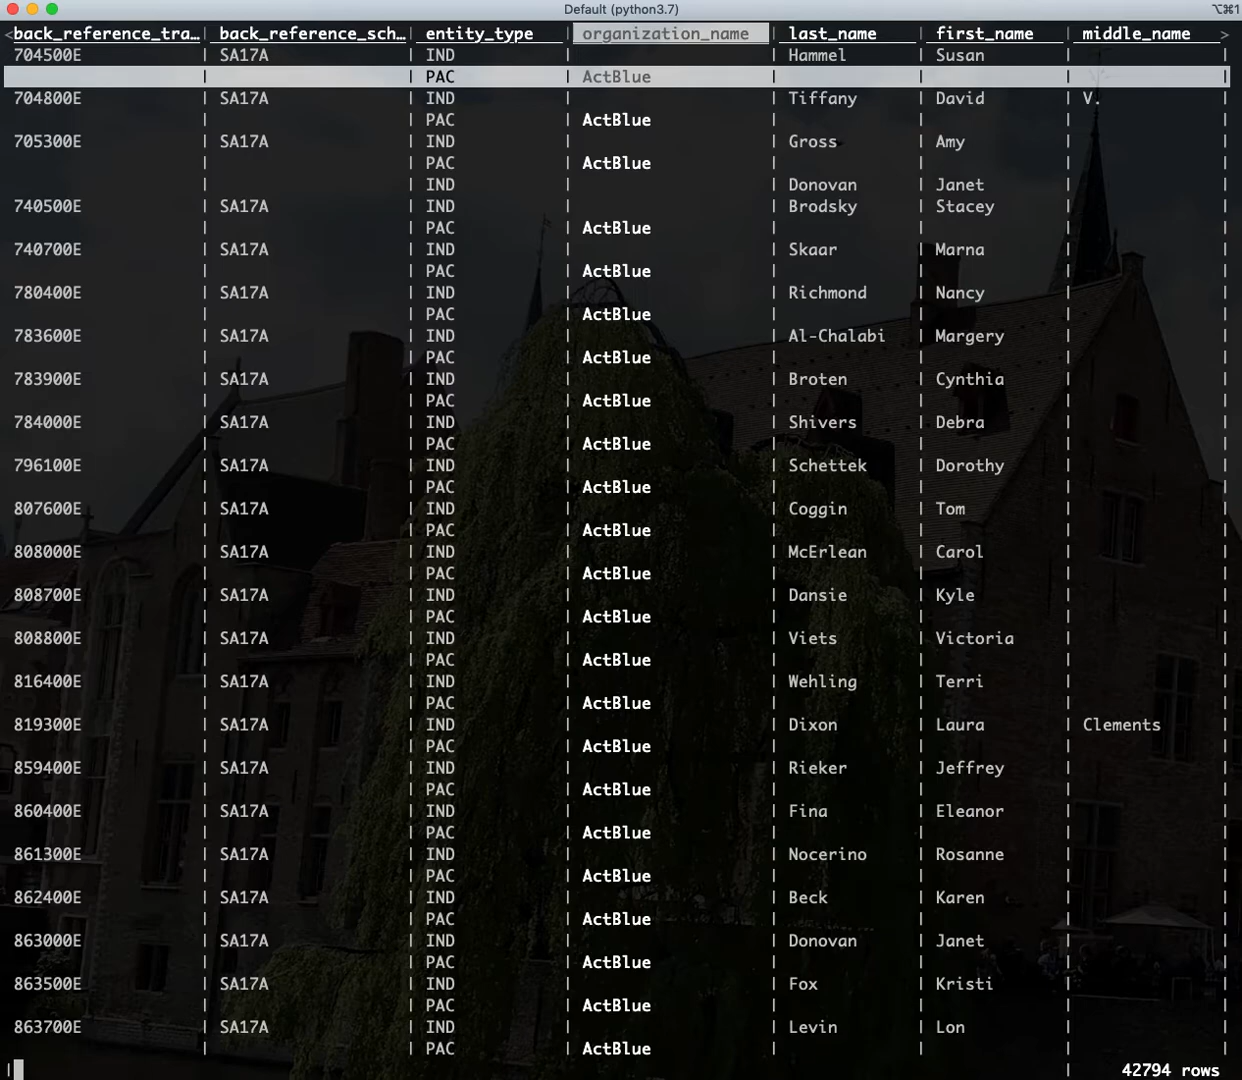 Default (python3.7) ⌥⌘1
<back_reference_tra…| back_reference_sch…| entity_type | organization_name | last_name | first_name | middle_name >
704500E | SA17A | IND | | Hammel | Susan | |
| | PAC | ActBlue | | | |
704800E | SA17A | IND | | Tiffany | David | V. |
| | PAC | ActBlue | | | |
705300E | SA17A | IND | | Gross | Amy | |
| | PAC | ActBlue | | | |
| | IND | | Donovan | Janet | |
740500E | SA17A | IND | | Brodsky | Stacey | |
| | PAC | ActBlue | | | |
740700E | SA17A | IND | | Skaar | Marna | |
| | PAC | ActBlue | | | |
780400E | SA17A | IND | | Richmond | Nancy | |
| | PAC | ActBlue | | | |
783600E | SA17A | IND | | Al-Chalabi | Margery | |
| | PAC | ActBlue | | | |
783900E | SA17A | IND | | Broten | Cynthia | |
| | PAC | ActBlue | | | |
784000E | SA17A | IND | | Shivers | Debra | |
| | PAC | ActBlue | | | |
796100E | SA17A | IND | | Schettek | Dorothy | |
| | PAC | ActBlue | | | |
807600E | SA17A | IND | | Coggin | Tom | |
| | PAC | ActBlue | | | |
808000E | SA17A | IND | | McErlean | Carol | |
| | PAC | ActBlue | | | |
808700E | SA17A | IND | | Dansie | Kyle | |
| | PAC | ActBlue | | | |
808800E | SA17A | IND | | Viets | Victoria | |
| | PAC | ActBlue | | | |
816400E | SA17A | IND | | Wehling | Terri | |
| | PAC | ActBlue | | | |
819300E | SA17A | IND | | Dixon | Laura | Clements |
| | PAC | ActBlue | | | |
859400E | SA17A | IND | | Rieker | Jeffrey | |
| | PAC | ActBlue | | | |
860400E | SA17A | IND | | Fina | Eleanor | |
| | PAC | ActBlue | | | |
861300E | SA17A | IND | | Nocerino | Rosanne | |
| | PAC | ActBlue | | | |
862400E | SA17A | IND | | Beck | Karen | |
| | PAC | ActBlue | | | |
863000E | SA17A | IND | | Donovan | Janet | |
| | PAC | ActBlue | | | |
863500E | SA17A | IND | | Fox | Kristi | |
| | PAC | ActBlue | | | |
863700E | SA17A | IND | | Levin | Lon | |
| | PAC | ActBlue | | | |
| 42794 rows